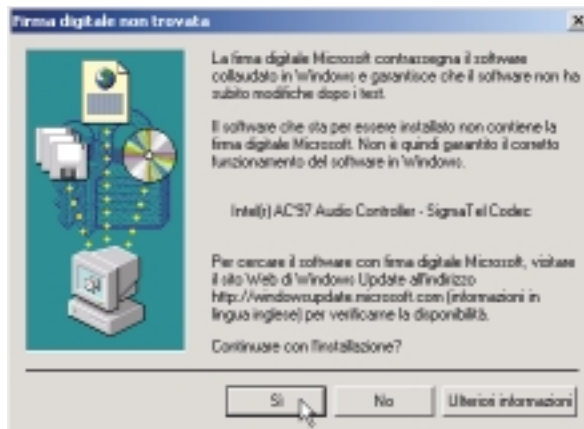 Firma digitale non trovata
La firma digitale Microsoft contrassegna il software
collaudato in Windows e garantisce che il software non ha
subito modifiche dopo i test.
Il software che sta per essere installato non contiene la
firma digitale Microsoft. Non è quindi garantito il corretto
funzionamento del software in Windows.
Intel(r) AC'97 Audio Controller - SigmaTel Codec
Per cercare il software con firma digitale Microsoft, visitare
il sito Web di Windows Update all'indirizzo
http://windowsupdate.microsoft.com (informazioni in
lingua inglese) per verificarne la disponibilità.
Continuare con l'installazione?
Sì
No
Ulteriori informazioni